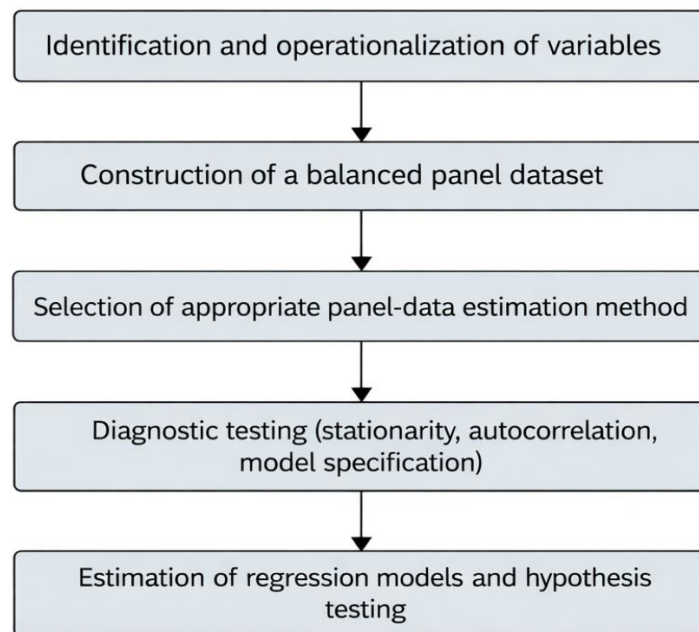 Identification and operationalization of variables
Construction of a balanced panel dataset
Selection of appropriate panel-data estimation method
Diagnostic testing (stationarity, autocorrelation,
model specification)
Estimation of regression models and hypothesis
testing